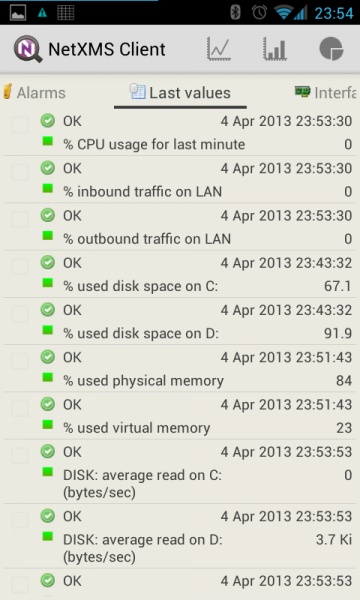 23:54
NetXMS Client
Alarms
Last values
Interfa
OK 4 Apr 2013 23:53:30
% CPU usage for last minute 0
OK 4 Apr 2013 23:53:30
% inbound traffic on LAN 0
OK 4 Apr 2013 23:53:30
% outbound traffic on LAN 0
OK 4 Apr 2013 23:43:32
% used disk space on C: 67.1
OK 4 Apr 2013 23:43:32
% used disk space on D: 91.9
OK 4 Apr 2013 23:51:43
% used physical memory 84
OK 4 Apr 2013 23:51:43
% used virtual memory 23
OK 4 Apr 2013 23:53:53
DISK: average read on C: 0
(bytes/sec)
OK 4 Apr 2013 23:53:53
DISK: average read on D: 3.7 Ki
(bytes/sec)
OK 4 Apr 2013 23:53:53